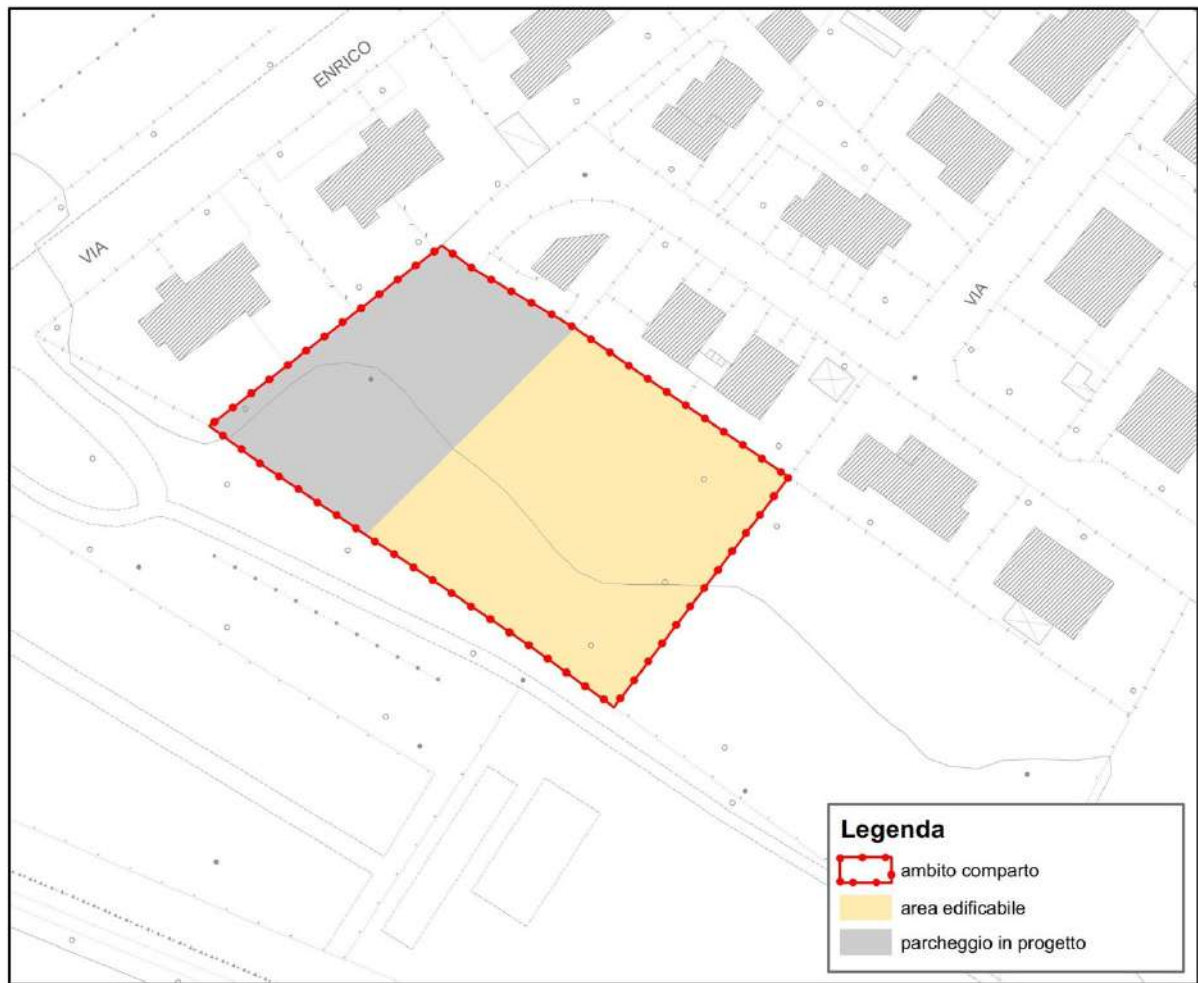 ENRICO
VIA
VIA
Legenda
ambito comparto
area edificabile
parcheggio in progetto